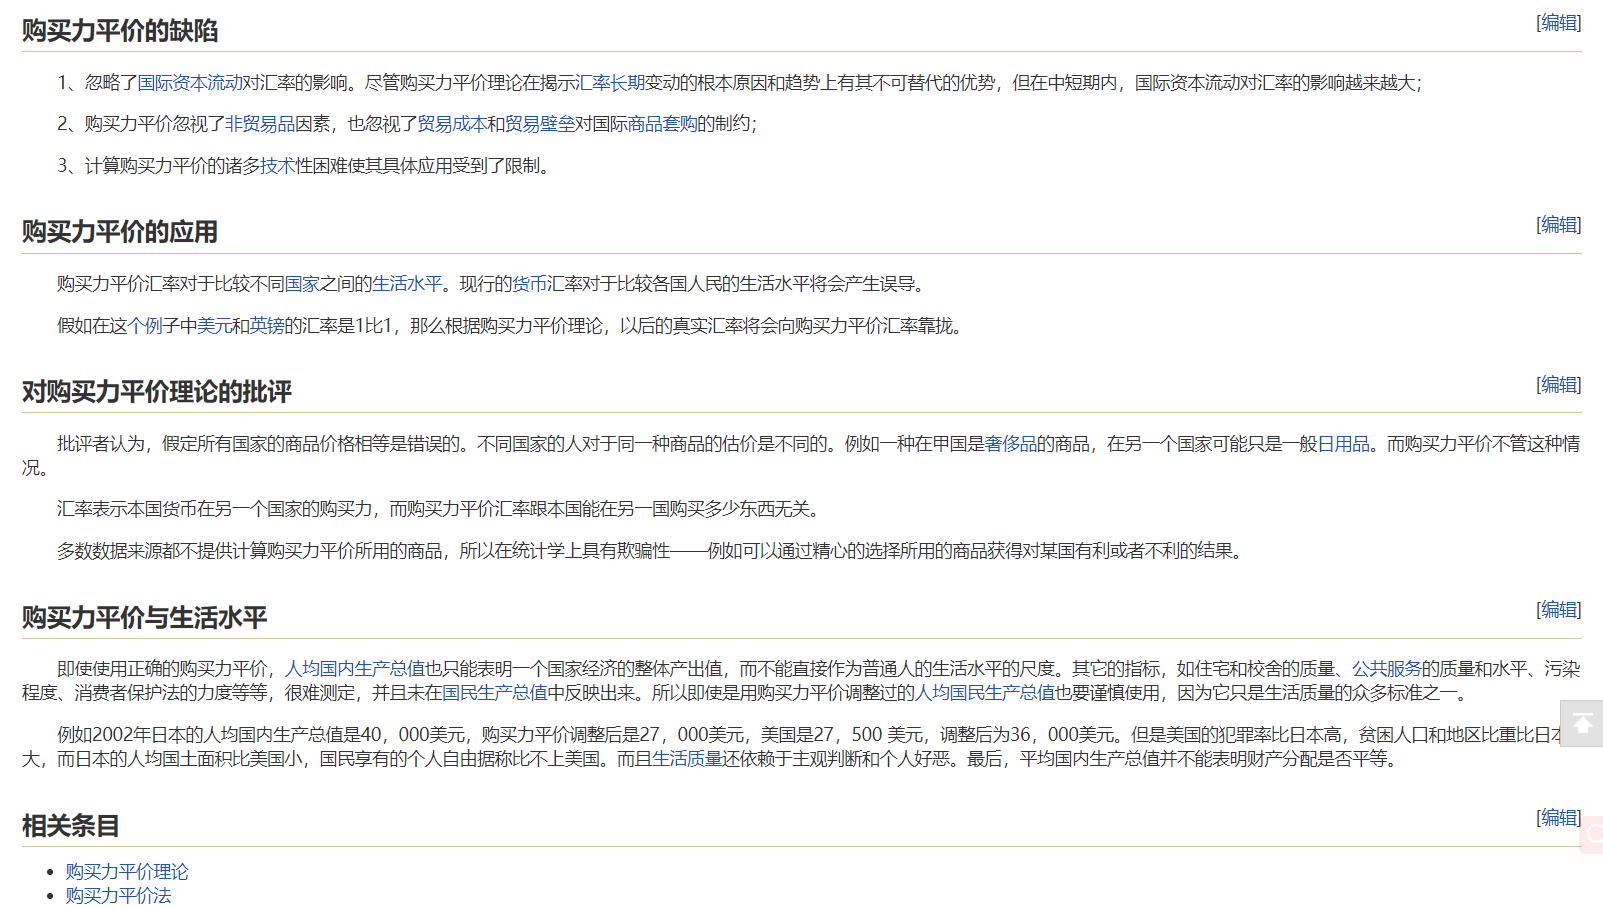 购买力平价的缺陷
[编辑]
1、忽略了国际资本流动对汇率的影响。尽管购买力平价理论在揭示汇率长期变动的根本原因和趋势上有其不可替代的优势，但在中短期内，国际资本流动对汇率的影响越来越大；
2、购买力平价忽视了非贸易品因素，也忽视了贸易成本和贸易壁垒对国际商品套购的制约；
3、计算购买力平价的诸多技术性困难使其具体应用受到了限制。
购买力平价的应用
[编辑]
购买力平价汇率对于比较不同国家之间的生活水平。现行的货币汇率对于比较各国人民的生活水平将会产生误导。
假如在这个例子中美元和英镑的汇率是1比1，那么根据购买力平价理论，以后的真实汇率将会向购买力平价汇率靠拢。
对购买力平价理论的批评
[编辑]
批评者认为，假定所有国家的商品价格相等是错误的。不同国家的人对于同一种商品的估价是不同的。例如一种在甲国是奢侈品的商品，在另一个国家可能只是一般日用品。而购买力平价不管这种情
况。
汇率表示本国货币在另一个国家的购买力，而购买力平价汇率跟本国能在另一国购买多少东西无关。
多数数据来源都不提供计算购买力平价所用的商品，所以在统计学上具有欺骗性——例如可以通过精心的选择所用的商品获得对某国有利或者不利的结果。
购买力平价与生活水平
[编辑]
即使使用正确的购买力平价，人均国内生产总值也只能表明一个国家经济的整体产出值，而不能直接作为普通人的生活水平的尺度。其它的指标，如住宅和校舍的质量、公共服务的质量和水平、污染
程度、消费者保护法的力度等等，很难测定，并且未在国民生产总值中反映出来。所以即使是用购买力平价调整过的人均国民生产总值也要谨慎使用，因为它只是生活质量的众多标准之一。
例如2002年日本的人均国内生产总值是40，000美元，购买力平价调整后是27，000美元，美国是27，500 美元，调整后为36，000美元。但是美国的犯罪率比日本高，贫困人口和地区比重比日本
大，而日本的人均国土面积比美国小，国民享有的个人自由据称比不上美国。而且生活质量还依赖于主观判断和个人好恶。最后，平均国内生产总值并不能表明财产分配是否平等。
相关条目
[编辑]
• 购买力平价理论
• 购买力平价法